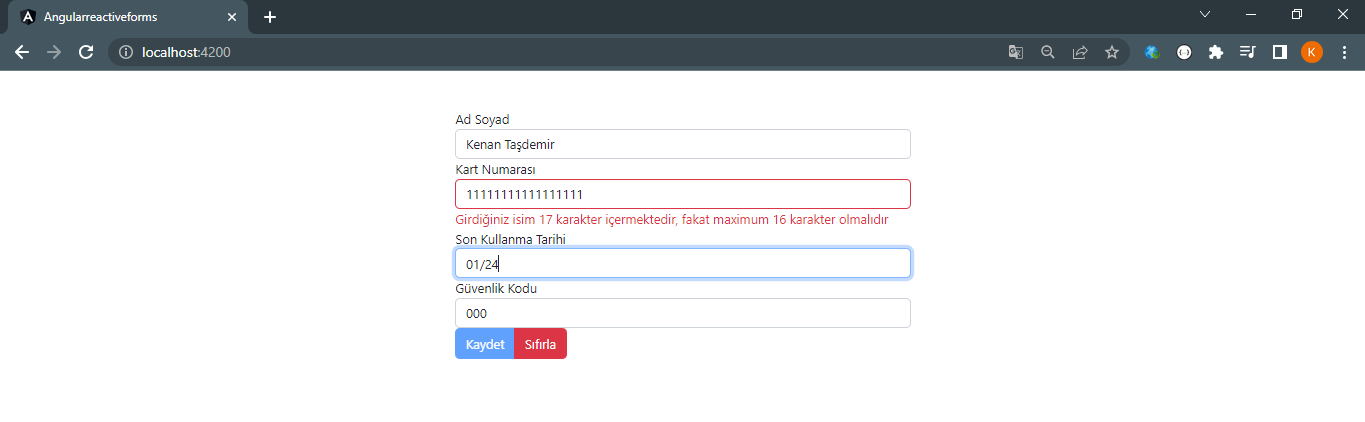 Angularreactiveforms
localhost:4200
K
Ad Soyad
Kenan Taşdemir
Kart Numarası
11111111111111111
Girdiğiniz isim 17 karakter içermektedir, fakat maximum 16 karakter olmalıdır
Son Kullanma Tarihi
01/24
Güvenlik Kodu
000
Kaydet Sıfırla